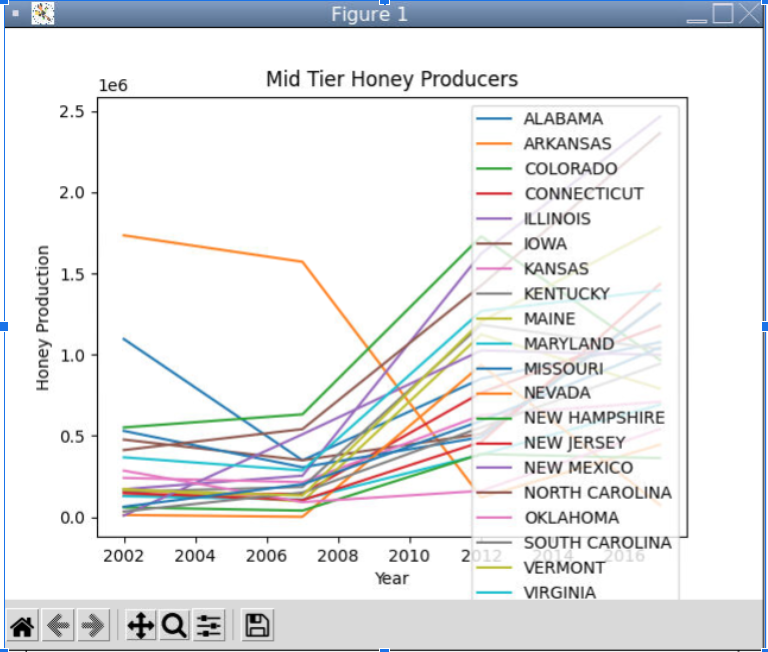 Figure 1
Mid Tier Honey Producers
1e6
2.5
2.0
1.5
1.0
0.5
0.0
Honey Production
2002 2004 2006 2008 2010 2012 2014 2016
Year
ALABAMA
ARKANSAS
COLORADO
CONNECTICUT
ILLINOIS
IOWA
KANSAS
KENTUCKY
MAINE
MARYLAND
MISSOURI
NEVADA
NEW HAMPSHIRE
NEW JERSEY
NEW MEXICO
NORTH CAROLINA
OKLAHOMA
SOUTH CAROLINA
VERMONT
VIRGINIA